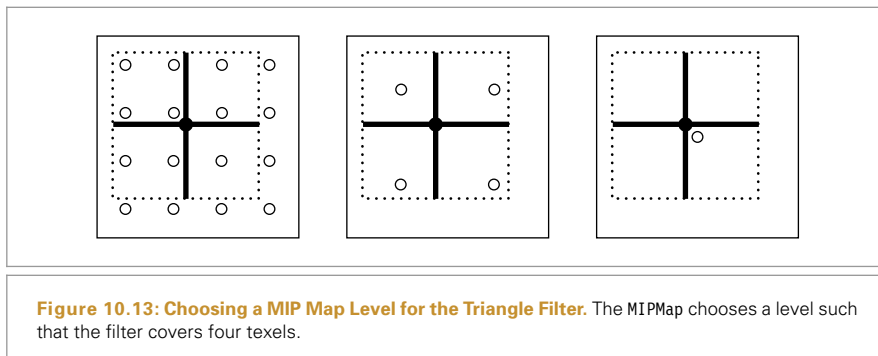 Figure 10.13: Choosing a MIP Map Level for the Triangle Filter. The MIPMap chooses a level such
that the filter covers four texels.